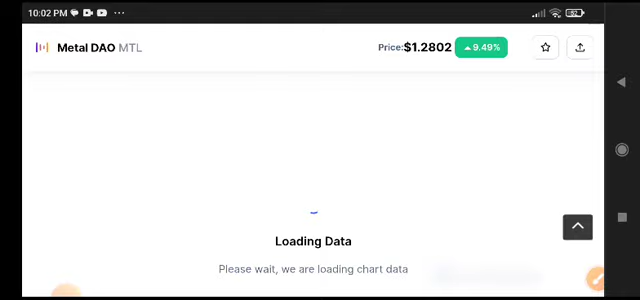 10:02 PM
Metal DAO MTL Price:$1.2802 9.49%
Loading Data
Please wait, we are loading chart data